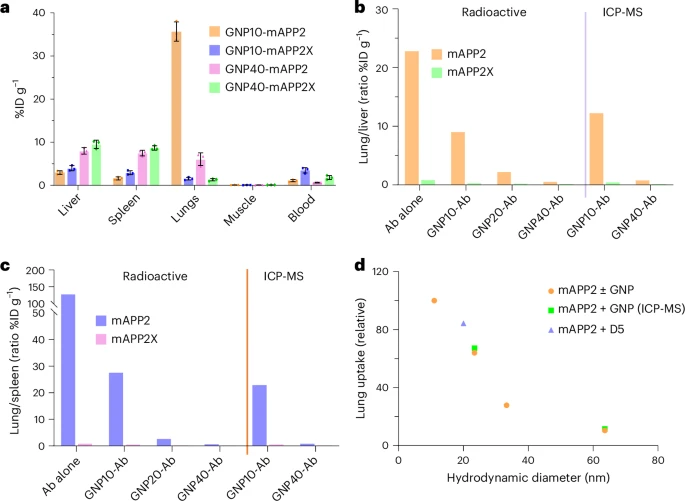 a
40
30
20
10
0
%ID g⁻¹
GNP10-mAPP2
GNP10-mAPP2X
GNP40-mAPP2
GNP40-mAPP2X
Liver
Spleen
Lungs
Muscle
Blood
b
30
20
10
0
Lung/liver (ratio %ID g⁻¹)
Radioactive
ICP-MS
mAPP2
mAPP2X
Ab alone
GNP10-Ab
GNP20-Ab
GNP40-Ab
GNP10-Ab
GNP40-Ab
c
200
150
100
50
40
30
20
10
0
Lung/spleen (ratio %ID g⁻¹)
Radioactive
ICP-MS
mAPP2
mAPP2X
Ab alone
GNP10-Ab
GNP20-Ab
GNP40-Ab
GNP10-Ab
GNP40-Ab
d
120
80
40
0
Lung uptake (relative)
mAPP2 ± GNP
mAPP2 + GNP (ICP-MS)
mAPP2 + D5
0
20
40
60
80
Hydrodynamic diameter (nm)